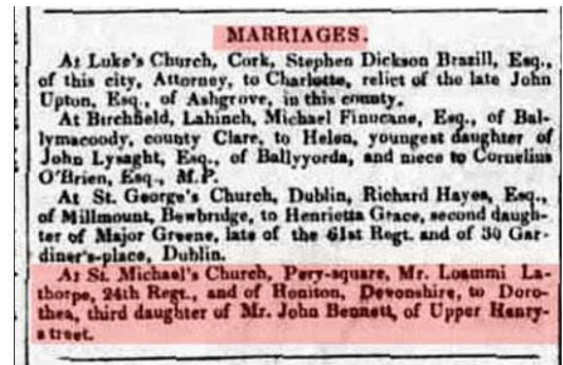 MARRIAGES.
At Luke's Church, Cork, Stephen Dickson Brazill, Esq.,
of this city, Attorney, to Charlotte, relict of the late John
Upton, Esq., of Ashgrove, in this county.
At Birchfield, Lahinch, Michael Finucane, Esq., of Bal-
lymacoody, county Clare, to Helen, youngest daughter of
John Lysaght, Esq., of Ballyyorda, and niece to Cornelius
O'Brien, Esq., M.P.
At St. George's Church, Dublin, Richard Hayes, Esq.,
of Millmount, Bewbridge, to Henrietta Grace, second daugh-
ter of Major Greene, late of the 61st Regt. and of 30 Gar-
diner's-place, Dublin.
At St. Michael's Church, Pery-square, Mr. Loammi La-
thorpe, 24th Regt., and of Honiton, Devonshire, to Doro-
thea, third daughter of Mr. John Bennett, of Upper Henry-
street.